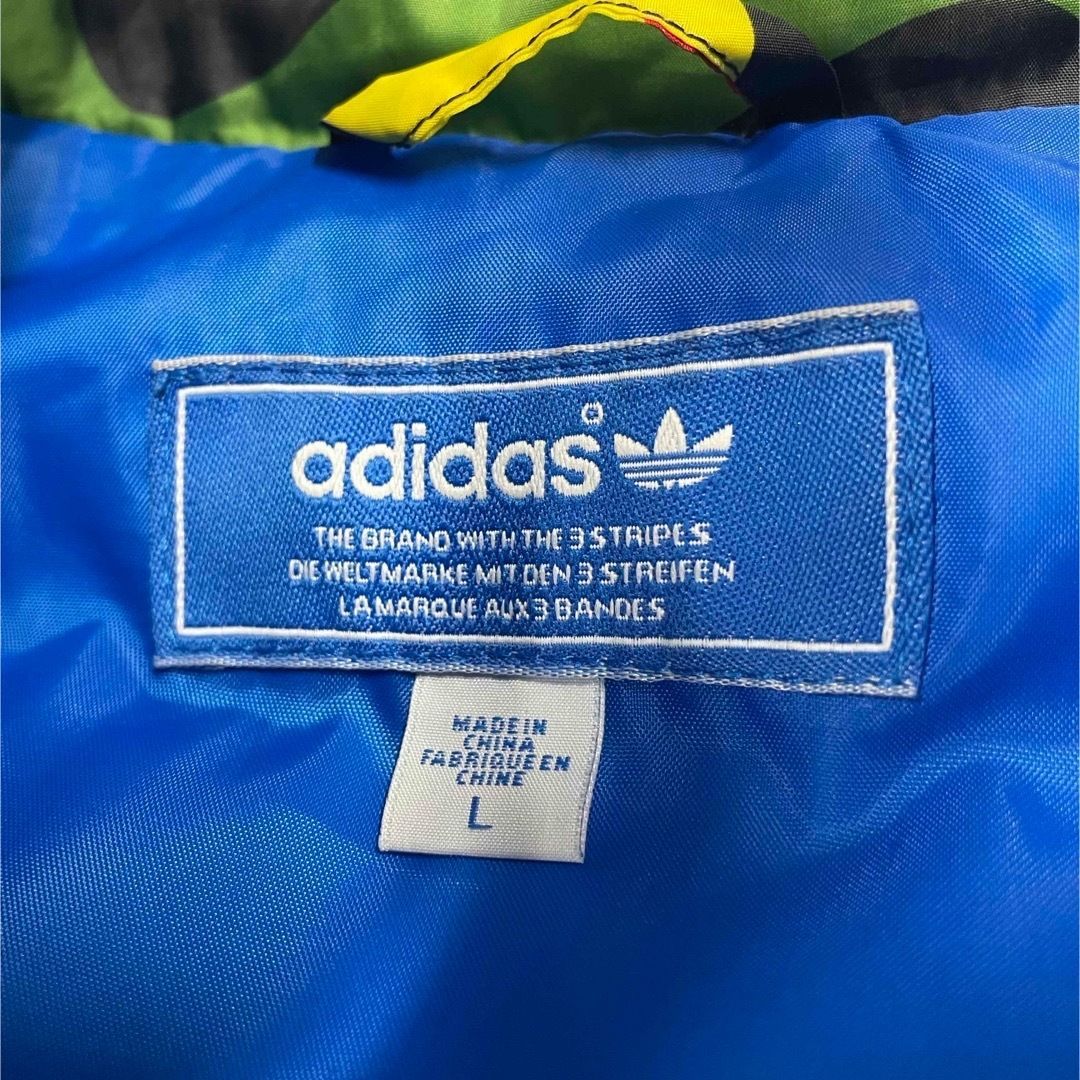 adidas
THE BRAND WITH THE 3 STRIPES
DIE WELTMARKE MIT DEN 3 STREIFEN
LA MARQUE AUX 3 BANDES
MADE IN
CHINA
FABRIQUE EN
CHINE
L